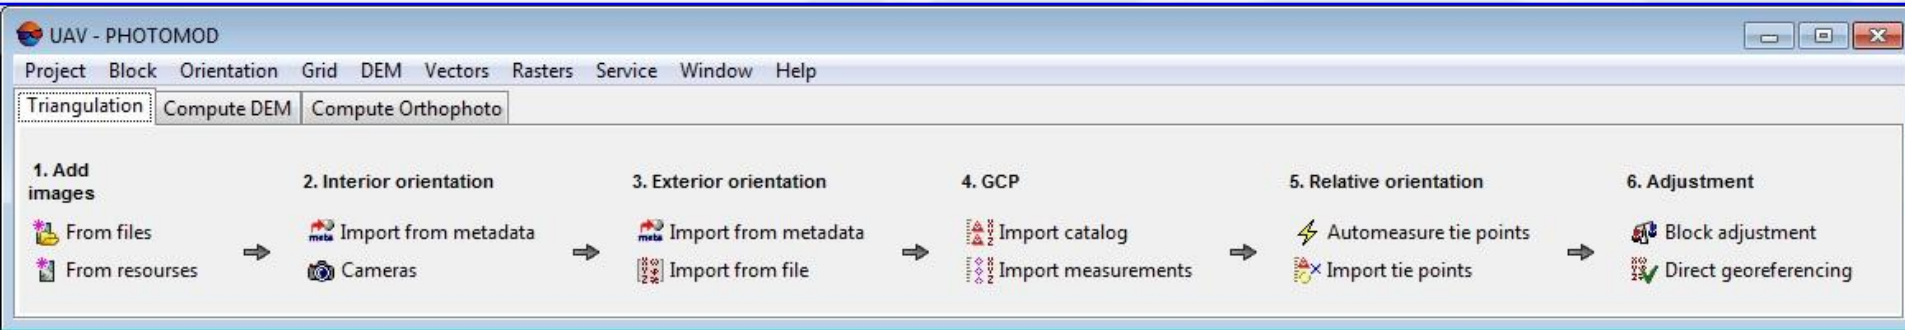 UAV - PHOTOMOD
Project Block Orientation Grid DEM Vectors Rasters Service Window Help
Triangulation Compute DEM Compute Orthophoto
1. Add
images
2. Interior orientation
3. Exterior orientation
4. GCP
5. Relative orientation
6. Adjustment
From files
Import from metadata
Import from metadata
Import catalog
Automeasure tie points
Block adjustment
From resourses
Cameras
Import from file
Import measurements
Import tie points
Direct georeferencing